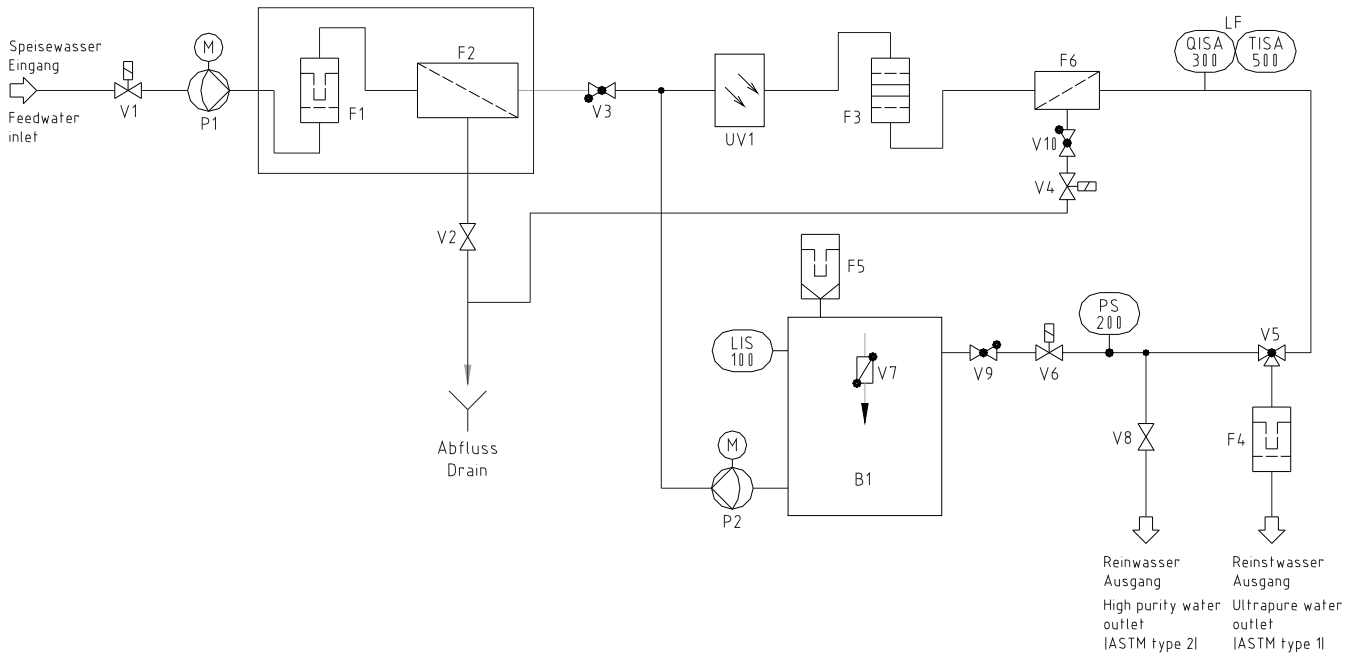 Speisewasser
Eingang
Feedwater
inlet
V1
M
P1
F1
F2
V3
UV1
F3
F6
LF
QISA
300
TISA
500
V10
V4
V2
Abfluss
Drain
F5
LIS
100
V7
B1
M
P2
V9
V6
PS
200
V5
V8
F4
Reinwasser
Ausgang
High purity water
outlet
|ASTM type 2|
Reinstwasser
Ausgang
Ultrapure water
outlet
|ASTM type 1|